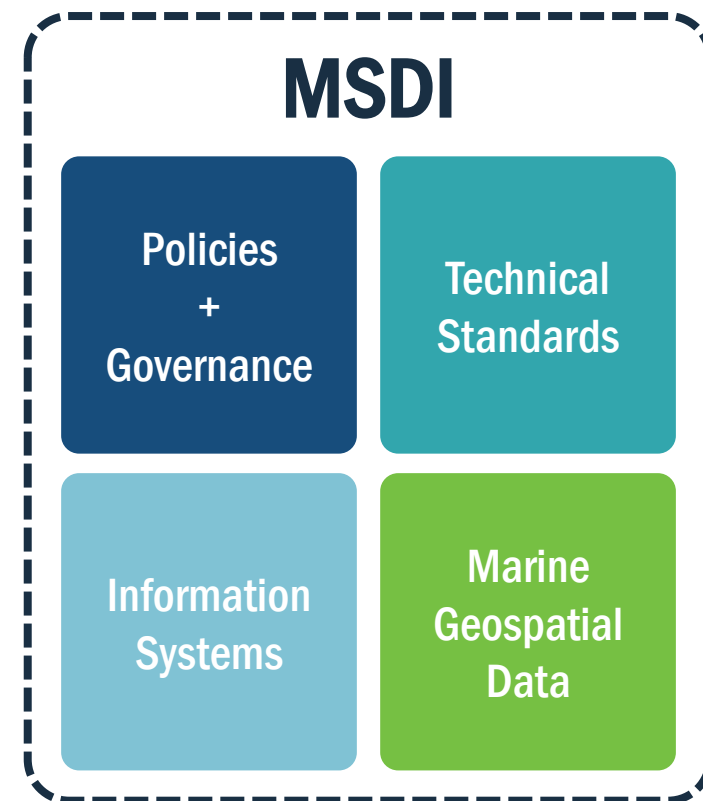 MSDI
Policies
+
Governance
Technical
Standards
Information
Systems
Marine
Geospatial
Data